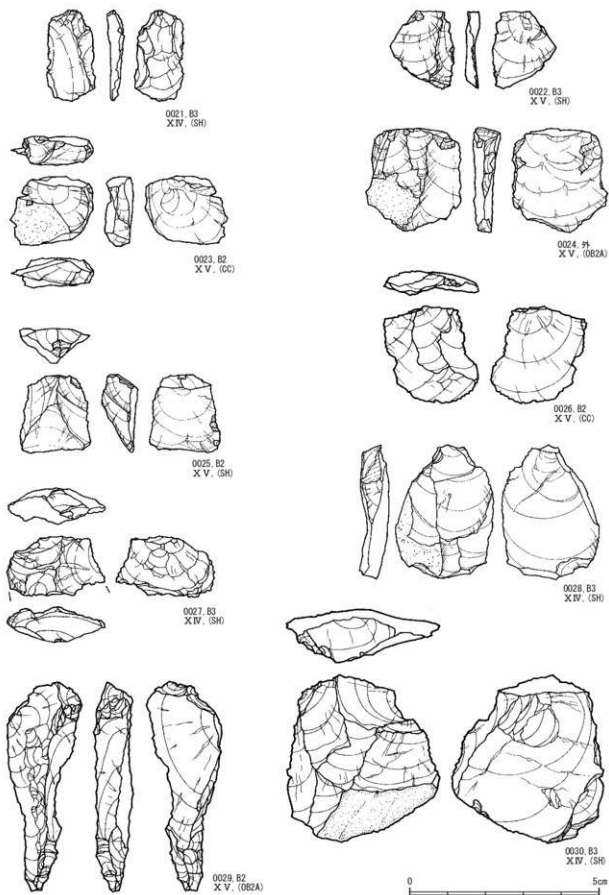 0021, B3
XIV, (SH)
0022, B3
XV, (SH)
0023, B2
XV, (CC)
0024, 外
XV, (OB2A)
0025, B2
XV, (SH)
0026, B2
XV, (CC)
0027, B3
XIV, (SH)
0028, B3
XIV, (SH)
0029, B2
XV, (OB2A)
0030, B3
XIV, (SH)
0 5cm